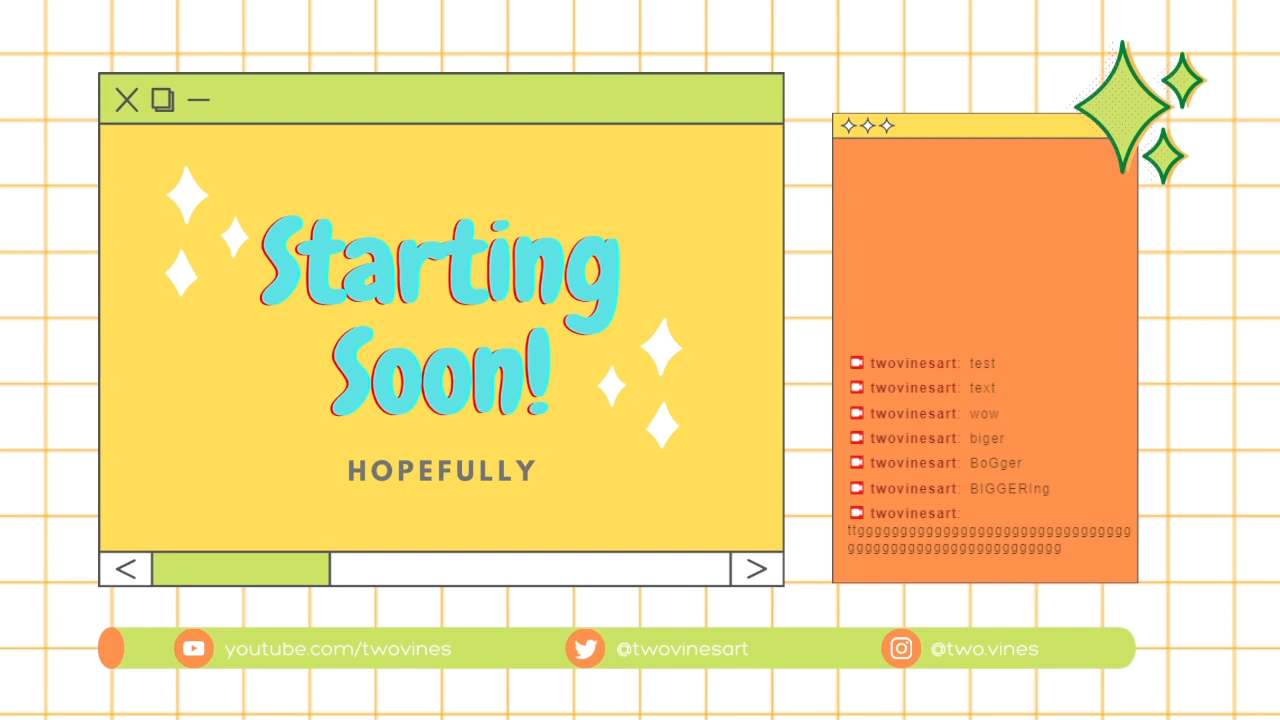 Starting
Soon!
HOPEFULLY
twovinesart: test
twovinesart: text
twovinesart: wow
twovinesart: biger
twovinesart: BoGger
twovinesart: BIGGERIng
twovinesart:
ttgggggggggggggggggggggggggggggggg
ggggggggggggggggggggggggg
youtube.com/twovines
@twovinesart
@two.vines